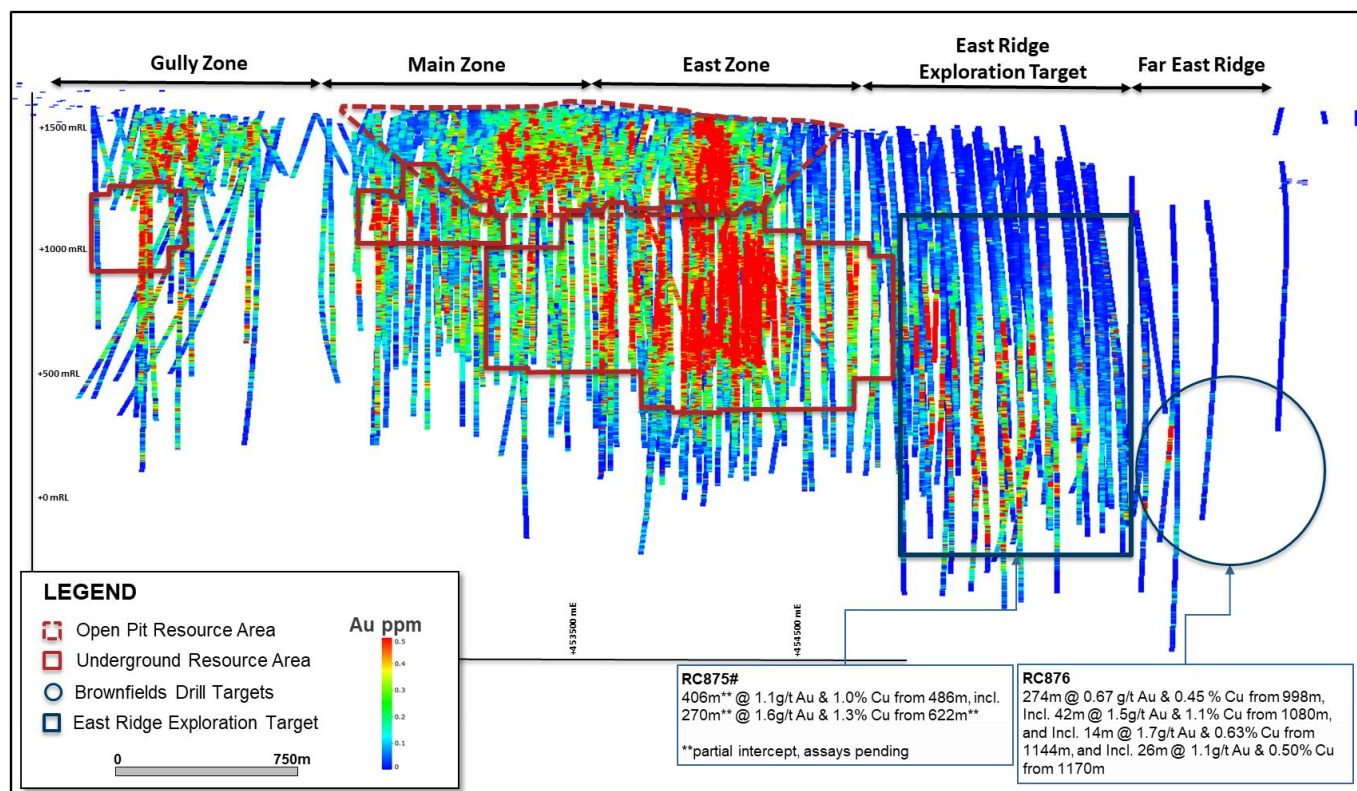 Gully Zone
Main Zone
East Zone
East Ridge
Exploration Target
Far East Ridge
+1500 mRL
+1000 mRL
+500 mRL
+0 mRL
+453500 mE
+454500 mE
LEGEND
Open Pit Resource Area
Underground Resource Area
Brownfields Drill Targets
East Ridge Exploration Target
0 750m
Au ppm
0.5
0.4
0.3
0.2
0.1
0
RC875#
406m** @ 1.1g/t Au & 1.0% Cu from 486m, incl.
270m** @ 1.6g/t Au & 1.3% Cu from 622m**
**partial intercept, assays pending
RC876
274m @ 0.67 g/t Au & 0.45 % Cu from 998m,
Incl. 42m @ 1.5g/t Au & 1.1% Cu from 1080m,
and Incl. 14m @ 1.7g/t Au & 0.63% Cu from
1144m, and Incl. 26m @ 1.1g/t Au & 0.50% Cu
from 1170m